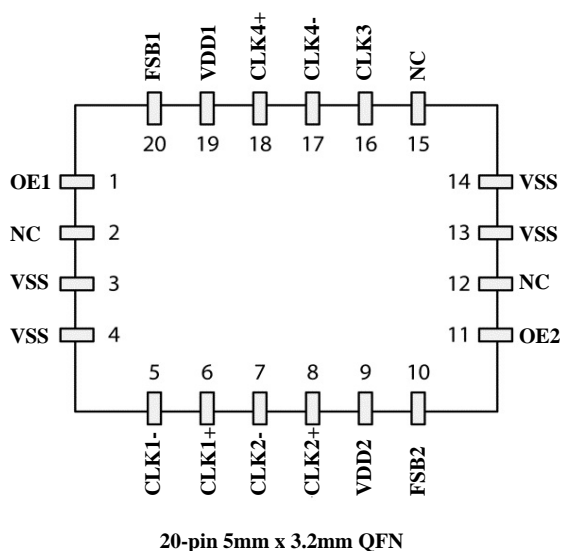 FSB1 VDD1 CLK4+ CLK4- CLK3 NC
20 19 18 17 16 15
OE1 1 14 VSS
NC 2 13 VSS
VSS 3 12 NC
VSS 4 11 OE2
5 6 7 8 9 10
CLK1- CLK1+ CLK2- CLK2+ VDD2 FSB2
20-pin 5mm x 3.2mm QFN